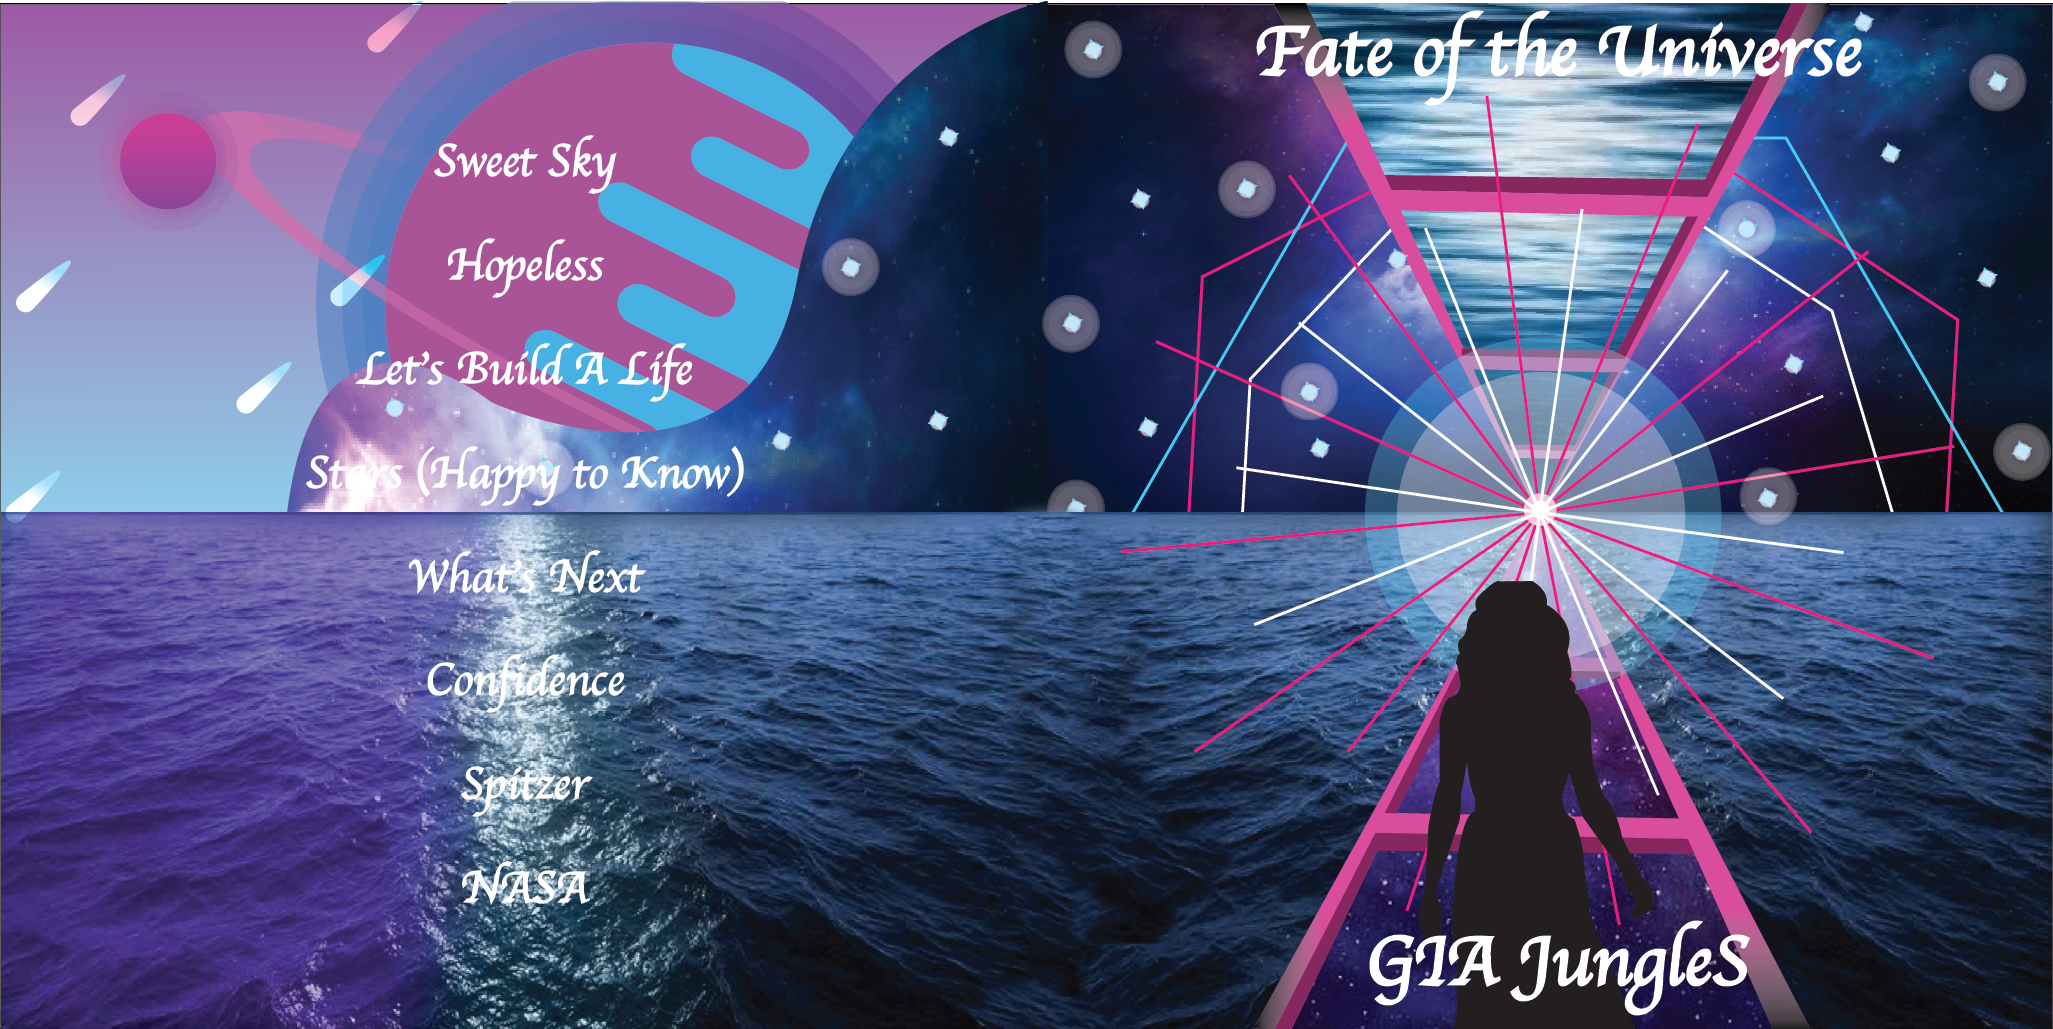 Sweet Sky
Hopeless
Let's Build A Life
Stars (Happy to Know)
What's Next
Confidence
Spitzer
NASA
Fate of the Universe
GIA JungleS